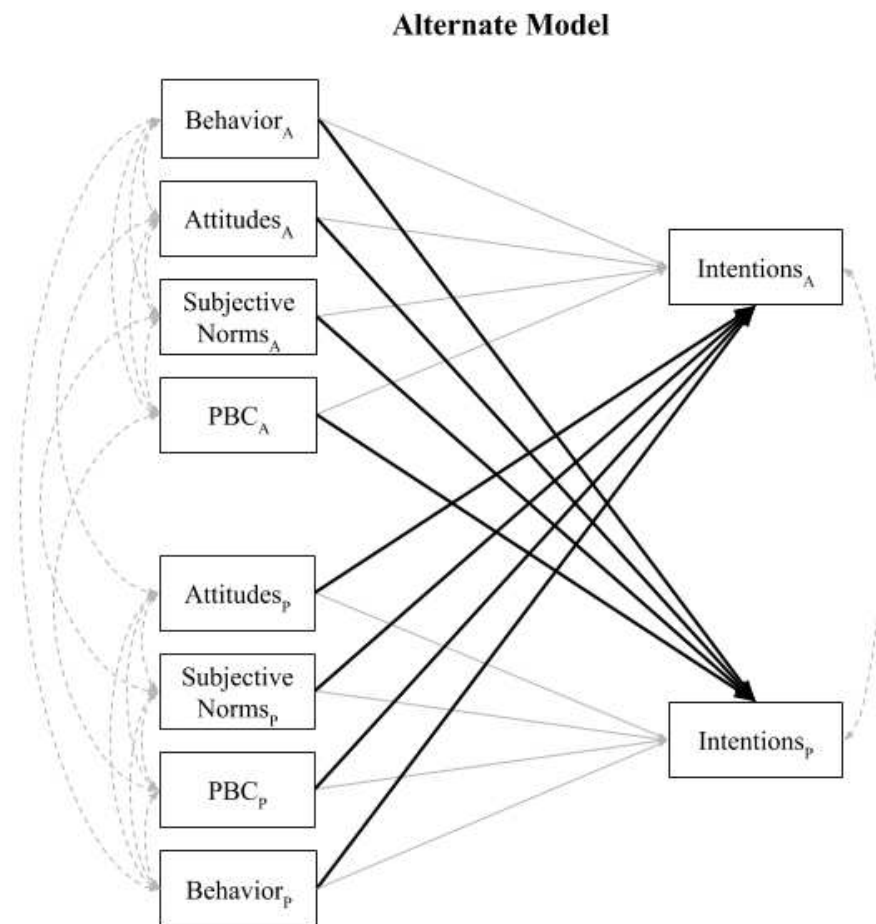 Alternate Model
Behavior_A
Attitudes_A
Subjective
Norms_A
PBC_A
Intentions_A
Attitudes_P
Subjective
Norms_P
PBC_P
Behavior_P
Intentions_P